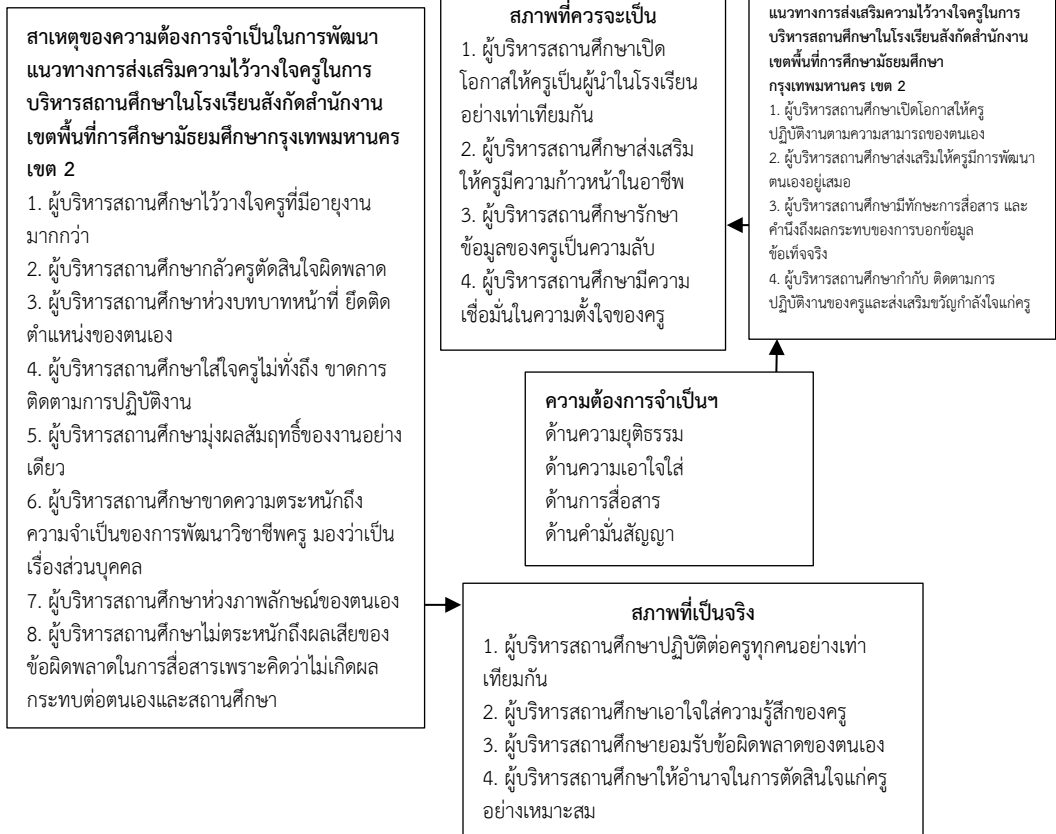 สาเหตุของความต้องการจำเป็นในการพัฒนา
แนวทางการส่งเสริมความไว้วางใจครูในการ
บริหารสถานศึกษาในโรงเรียนสังกัดสำนักงาน
เขตพื้นที่การศึกษามัธยมศึกษากรุงเทพมหานคร
เขต 2
1. ผู้บริหารสถานศึกษาไว้วางใจครูที่มีอายุงาน
มากกว่า
2. ผู้บริหารสถานศึกษากลัวครูตัดสินใจผิดพลาด
3. ผู้บริหารสถานศึกษาห่วงบทบาทหน้าที่ ยึดติด
ตำแหน่งของตนเอง
4. ผู้บริหารสถานศึกษาใส่ใจครูไม่ทั่งถึง ขาดการ
ติดตามการปฏิบัติงาน
5. ผู้บริหารสถานศึกษามุ่งผลสัมฤทธิ์ของงานอย่าง
เดียว
6. ผู้บริหารสถานศึกษาขาดความตระหนักถึง
ความจำเป็นของการพัฒนาวิชาชีพครู มองว่าเป็น
เรื่องส่วนบุคคล
7. ผู้บริหารสถานศึกษาห่วงภาพลักษณ์ของตนเอง
8. ผู้บริหารสถานศึกษาไม่ตระหนักถึงผลเสียของ
ข้อผิดพลาดในการสื่อสารเพราะคิดว่าไม่เกิดผล
กระทบต่อตนเองและสถานศึกษา
สภาพที่ควรจะเป็น
1. ผู้บริหารสถานศึกษาเปิด
โอกาสให้ครูเป็นผู้นำในโรงเรียน
อย่างเท่าเทียมกัน
2. ผู้บริหารสถานศึกษาส่งเสริม
ให้ครูมีความก้าวหน้าในอาชีพ
3. ผู้บริหารสถานศึกษารักษา
ข้อมูลของครูเป็นความลับ
4. ผู้บริหารสถานศึกษามีความ
เชื่อมั่นในความตั้งใจของครู
แนวทางการส่งเสริมความไว้วางใจครูในการ
บริหารสถานศึกษาในโรงเรียนสังกัดสำนักงาน
เขตพื้นที่การศึกษามัธยมศึกษา
กรุงเทพมหานคร เขต 2
1. ผู้บริหารสถานศึกษาเปิดโอกาสให้ครู
ปฏิบัติงานตามความสามารถของตนเอง
2. ผู้บริหารสถานศึกษาส่งเสริมให้ครูมีการพัฒนา
ตนเองอยู่เสมอ
3. ผู้บริหารสถานศึกษามีทักษะการสื่อสาร และ
คำนึงถึงผลกระทบของการบอกข้อมูล
ข้อเท็จจริง
4. ผู้บริหารสถานศึกษากำกับ ติดตามการ
ปฏิบัติงานของครูและส่งเสริมขวัญกำลังใจแก่ครู
ความต้องการจำเป็นฯ
ด้านความยุติธรรม
ด้านความเอาใจใส่
ด้านการสื่อสาร
ด้านคำมั่นสัญญา
สภาพที่เป็นจริง
1. ผู้บริหารสถานศึกษาปฏิบัติต่อครูทุกคนอย่างเท่า
เทียมกัน
2. ผู้บริหารสถานศึกษาเอาใจใส่ความรู้สึกของครู
3. ผู้บริหารสถานศึกษายอมรับข้อผิดพลาดของตนเอง
4. ผู้บริหารสถานศึกษาให้อำนาจในการตัดสินใจแก่ครู
อย่างเหมาะสม